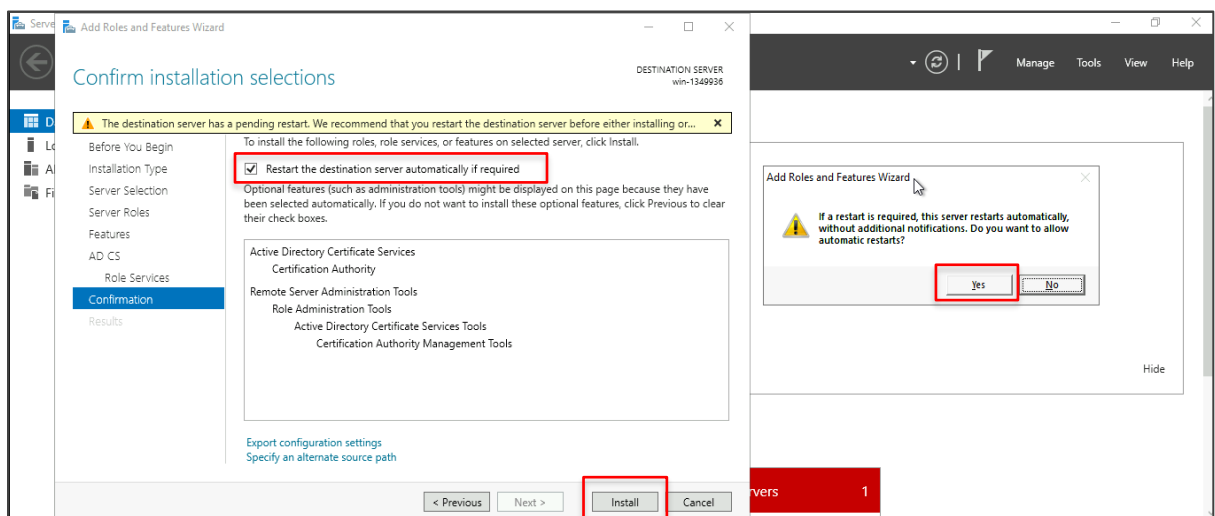 Serve
Add Roles and Features Wizard
Manage Tools View Help
Confirm installation selections
DESTINATION SERVER
win-1349936
The destination server has a pending restart. We recommend that you restart the destination server before either installing or...
D
Lo
Al
Fi
Before You Begin
Installation Type
Server Selection
Server Roles
Features
AD CS
Role Services
Confirmation
Results
To install the following roles, role services, or features on selected server, click Install.
Restart the destination server automatically if required
Optional features (such as administration tools) might be displayed on this page because they have
been selected automatically. If you do not want to install these optional features, click Previous to clear
their check boxes.
Active Directory Certificate Services
Certification Authority
Remote Server Administration Tools
Role Administration Tools
Active Directory Certificate Services Tools
Certification Authority Management Tools
Export configuration settings
Specify an alternate source path
< Previous Next > Install Cancel
Add Roles and Features Wizard
If a restart is required, this server restarts automatically,
without additional notifications. Do you want to allow
automatic restarts?
Yes No
Hide
rvers 1